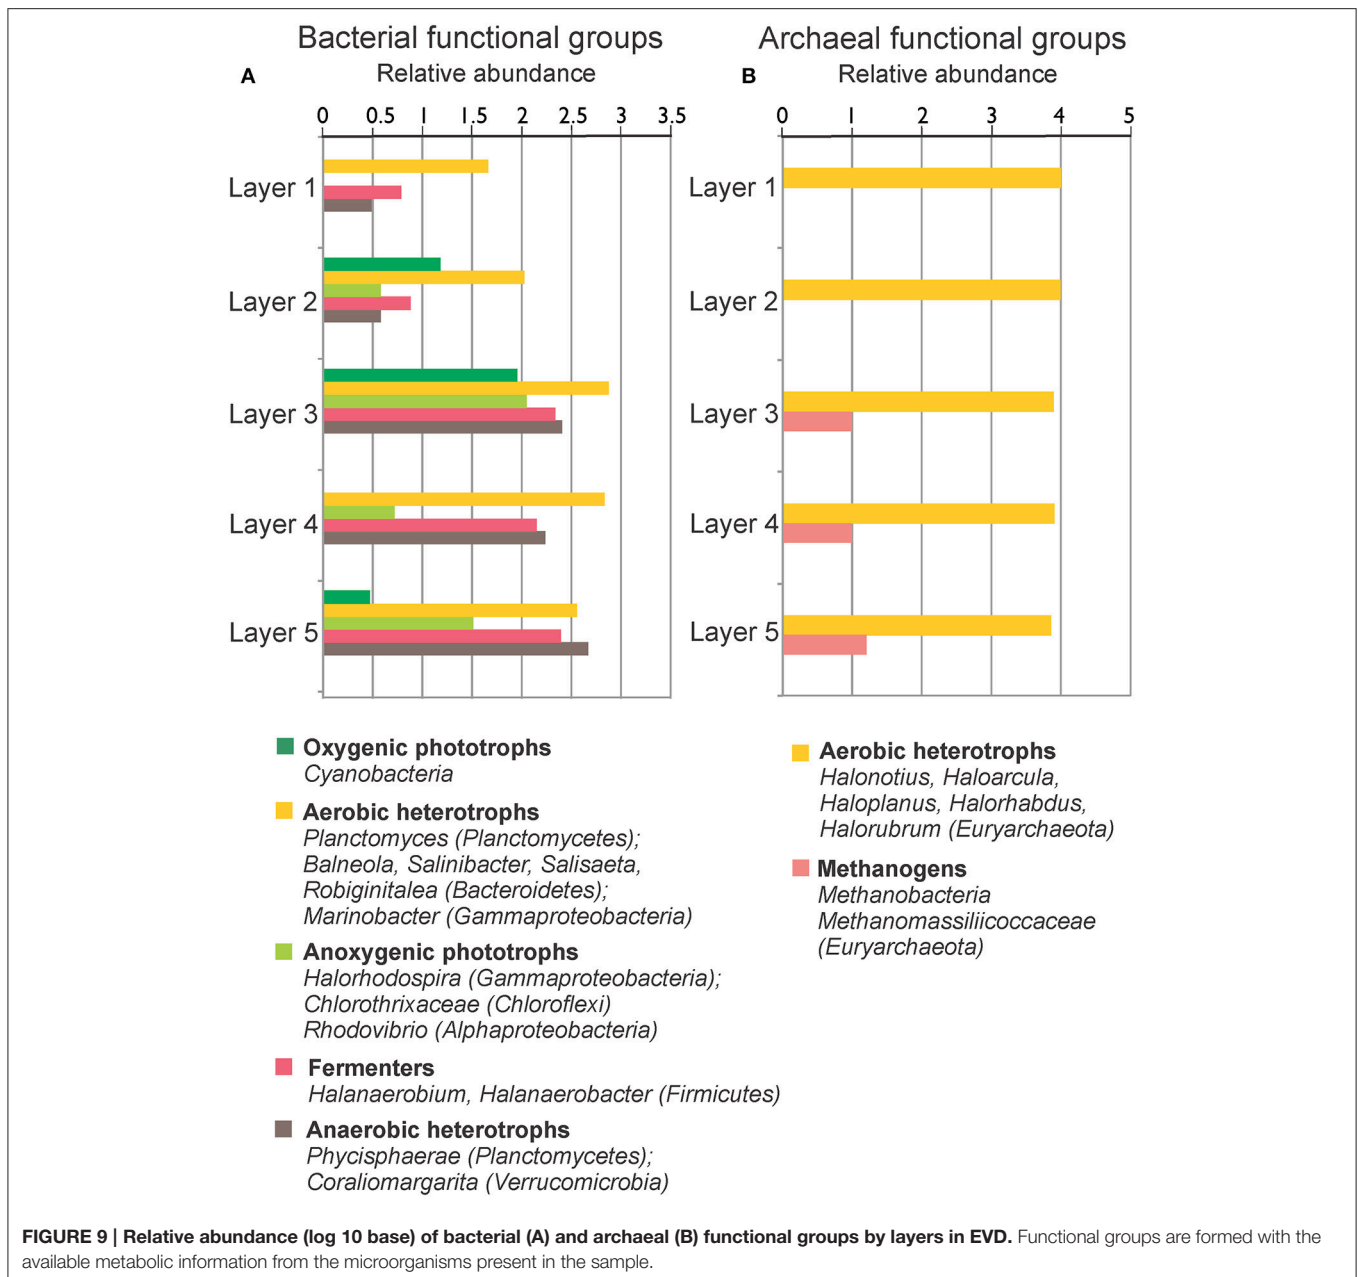 Bacterial functional groups
A
Relative abundance
0 0.5 1 1.5 2 2.5 3 3.5
Layer 1
Layer 2
Layer 3
Layer 4
Layer 5
Oxygenic phototrophs
Cyanobacteria
Aerobic heterotrophs
Planctomyces (Planctomycetes);
Balneola, Salinibacter, Salisaeta,
Robiginitalea (Bacteroidetes);
Marinobacter (Gammaproteobacteria)
Anoxygenic phototrophs
Halorhodospira (Gammaproteobacteria);
Chlorothrixaceae (Chloroflexi)
Rhodovibrio (Alphaproteobacteria)
Fermenters
Halanaerobium, Halanaerobacter (Firmicutes)
Anaerobic heterotrophs
Phycisphaerae (Planctomycetes);
Coraliomargarita (Verrucomicrobia)
Archaeal functional groups
B
Relative abundance
0 1 2 3 4 5
Layer 1
Layer 2
Layer 3
Layer 4
Layer 5
Aerobic heterotrophs
Halonotius, Haloarcula,
Haloplanus, Halorhabdus,
Halorubrum (Euryarchaeota)
Methanogens
Methanobacteria
Methanomassiliicoccaceae
(Euryarchaeota)
FIGURE 9 | Relative abundance (log 10 base) of bacterial (A) and archaeal (B) functional groups by layers in EVD. Functional groups are formed with the
available metabolic information from the microorganisms present in the sample.